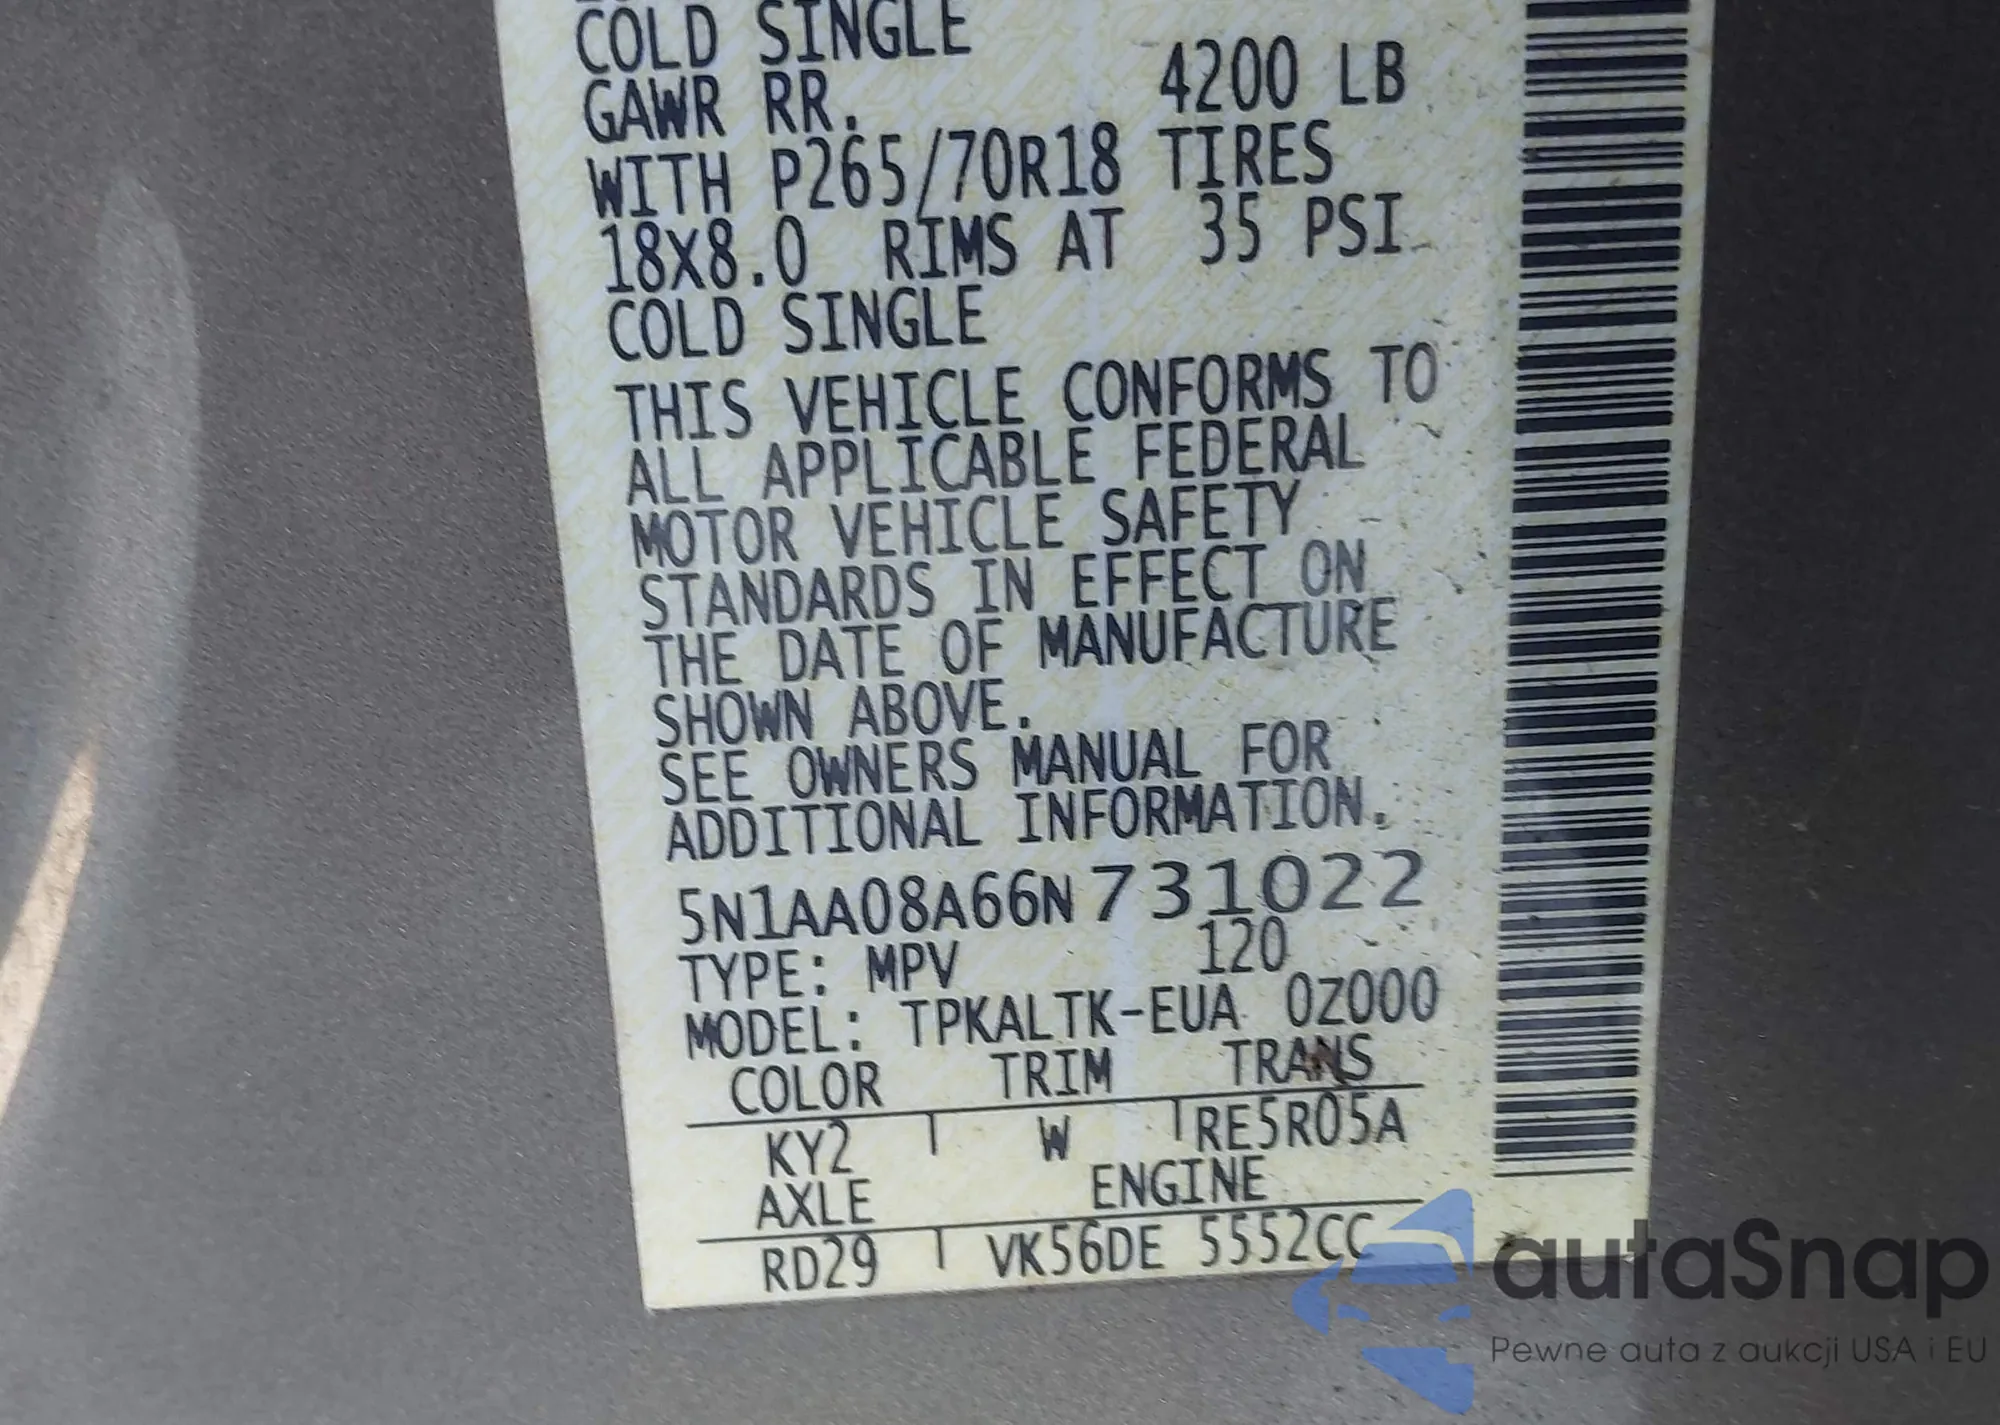 COLD SINGLE
GAWR RR. 4200 LB
WITH P265/70R18 TIRES
18X8.0 RIMS AT 35 PSI
COLD SINGLE
THIS VEHICLE CONFORMS TO
ALL APPLICABLE FEDERAL
MOTOR VEHICLE SAFETY
STANDARDS IN EFFECT ON
THE DATE OF MANUFACTURE
SHOWN ABOVE.
SEE OWNERS MANUAL FOR
ADDITIONAL INFORMATION.
5N1AA08A66N731022
TYPE: MPV 120
MODEL: TPKALTK-EUA 0Z000
COLOR TRIM TRANS
KY2 W RE5R05A
AXLE ENGINE
RD29 VK56DE 5552CC
autaSnap
Pewne auta z aukcji USA i EU